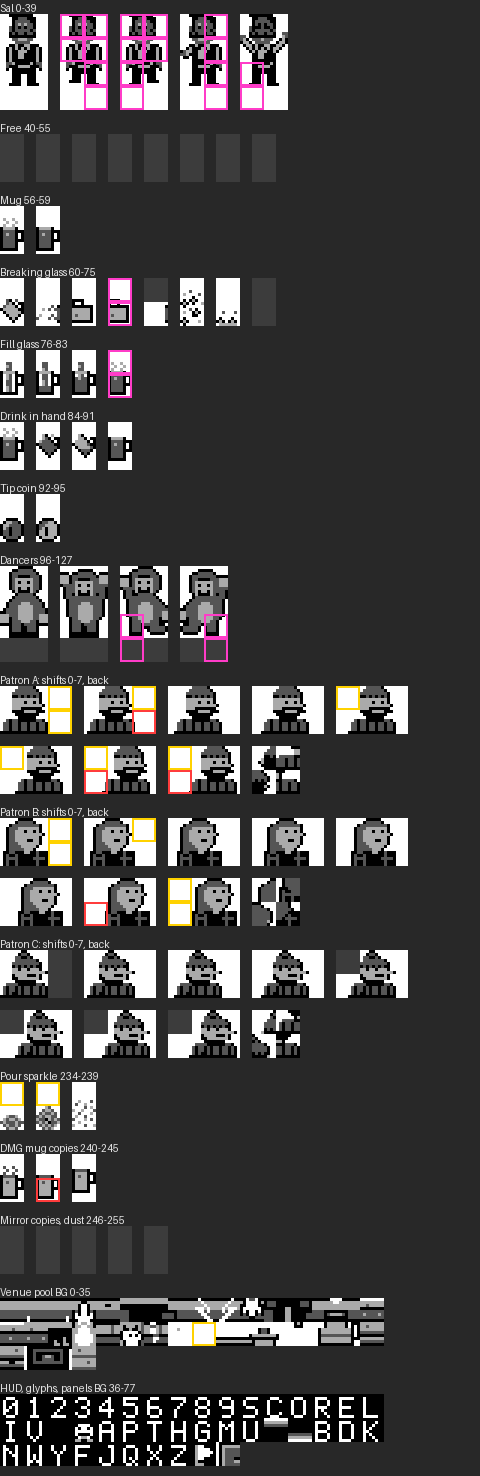 Sal 0-39
Free 40-55
Mug 56-59
Breaking glass 60-75
Fill glass 76-83
Drink in hand 84-91
Tip coin 92-95
Dancers 96-127
Patron A: shifts 0-7, back
Patron B: shifts 0-7, back
Patron C: shifts 0-7, back
Pour sparkle 234-239
DMG mug copies 240-245
Mirror copies, dust 246-255
Venue pool BG 0-35
HUD, glyphs, panels BG 36-77
0123456789SCOREL
IV APTHGMU BDK
NWYFJQXZ